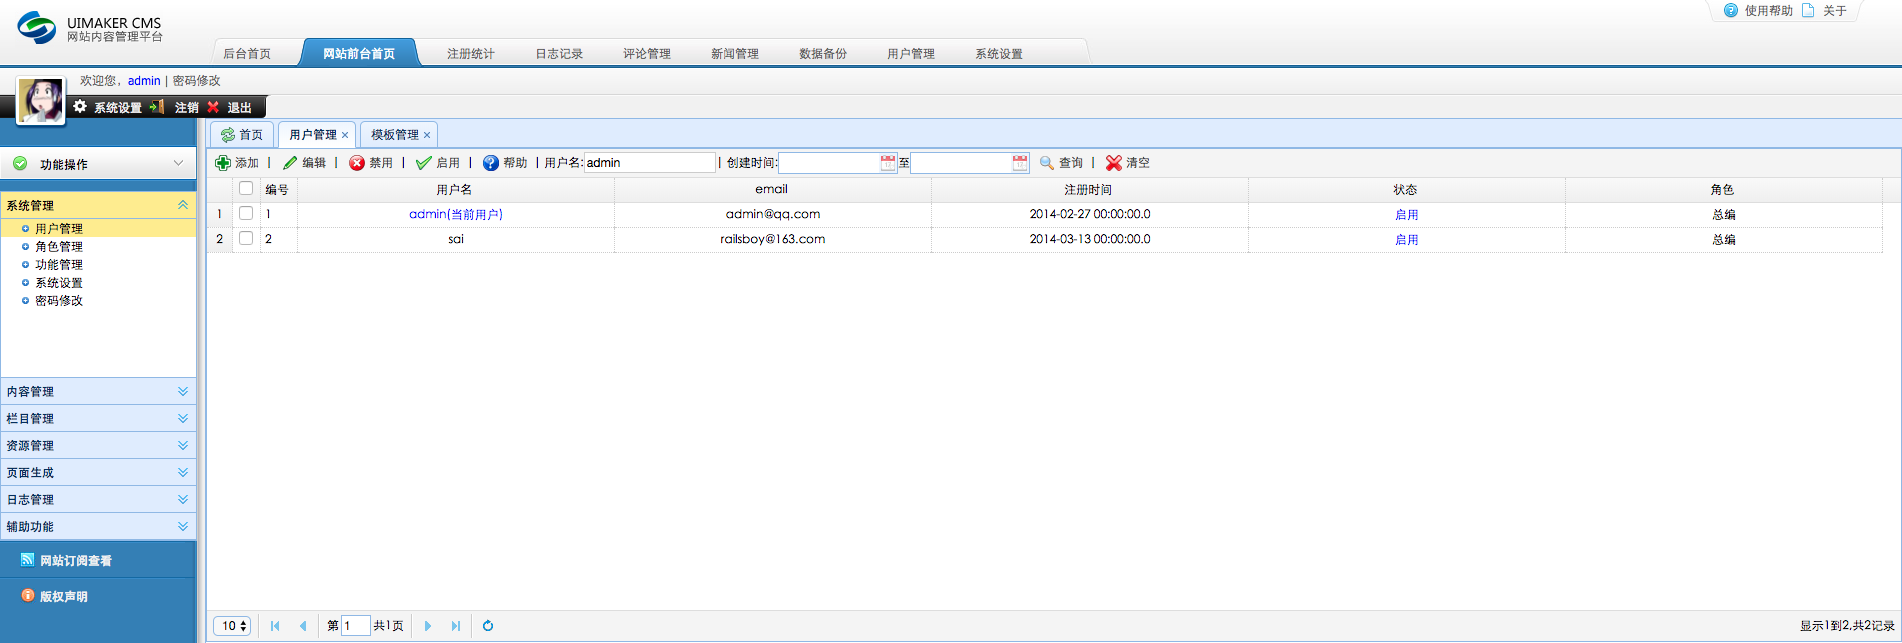 UIMAKER CMS
网站内容管理平台
使用帮助 关于
后台首页 网站前台首页 注册统计 日志记录 评论管理 新闻管理 数据备份 用户管理 系统设置
欢迎您，admin | 密码修改
系统设置 注销 退出
首页 用户管理 × 模板管理 ×
功能操作
添加 | 编辑 | 禁用 | 启用 | 帮助 | 用户名: admin | 创建时间: 至 查询 | 清空
编号 用户名 email 注册时间 状态 角色
1 1 admin(当前用户) admin@qq.com 2014-02-27 00:00:00.0 启用 总编
2 2 sai railsboy@163.com 2014-03-13 00:00:00.0 启用 总编
系统管理
用户管理
角色管理
功能管理
系统设置
密码修改
内容管理
栏目管理
资源管理
页面生成
日志管理
辅助功能
网站订阅查看
版权声明
10 第 1 共1页 显示1到2,共2记录